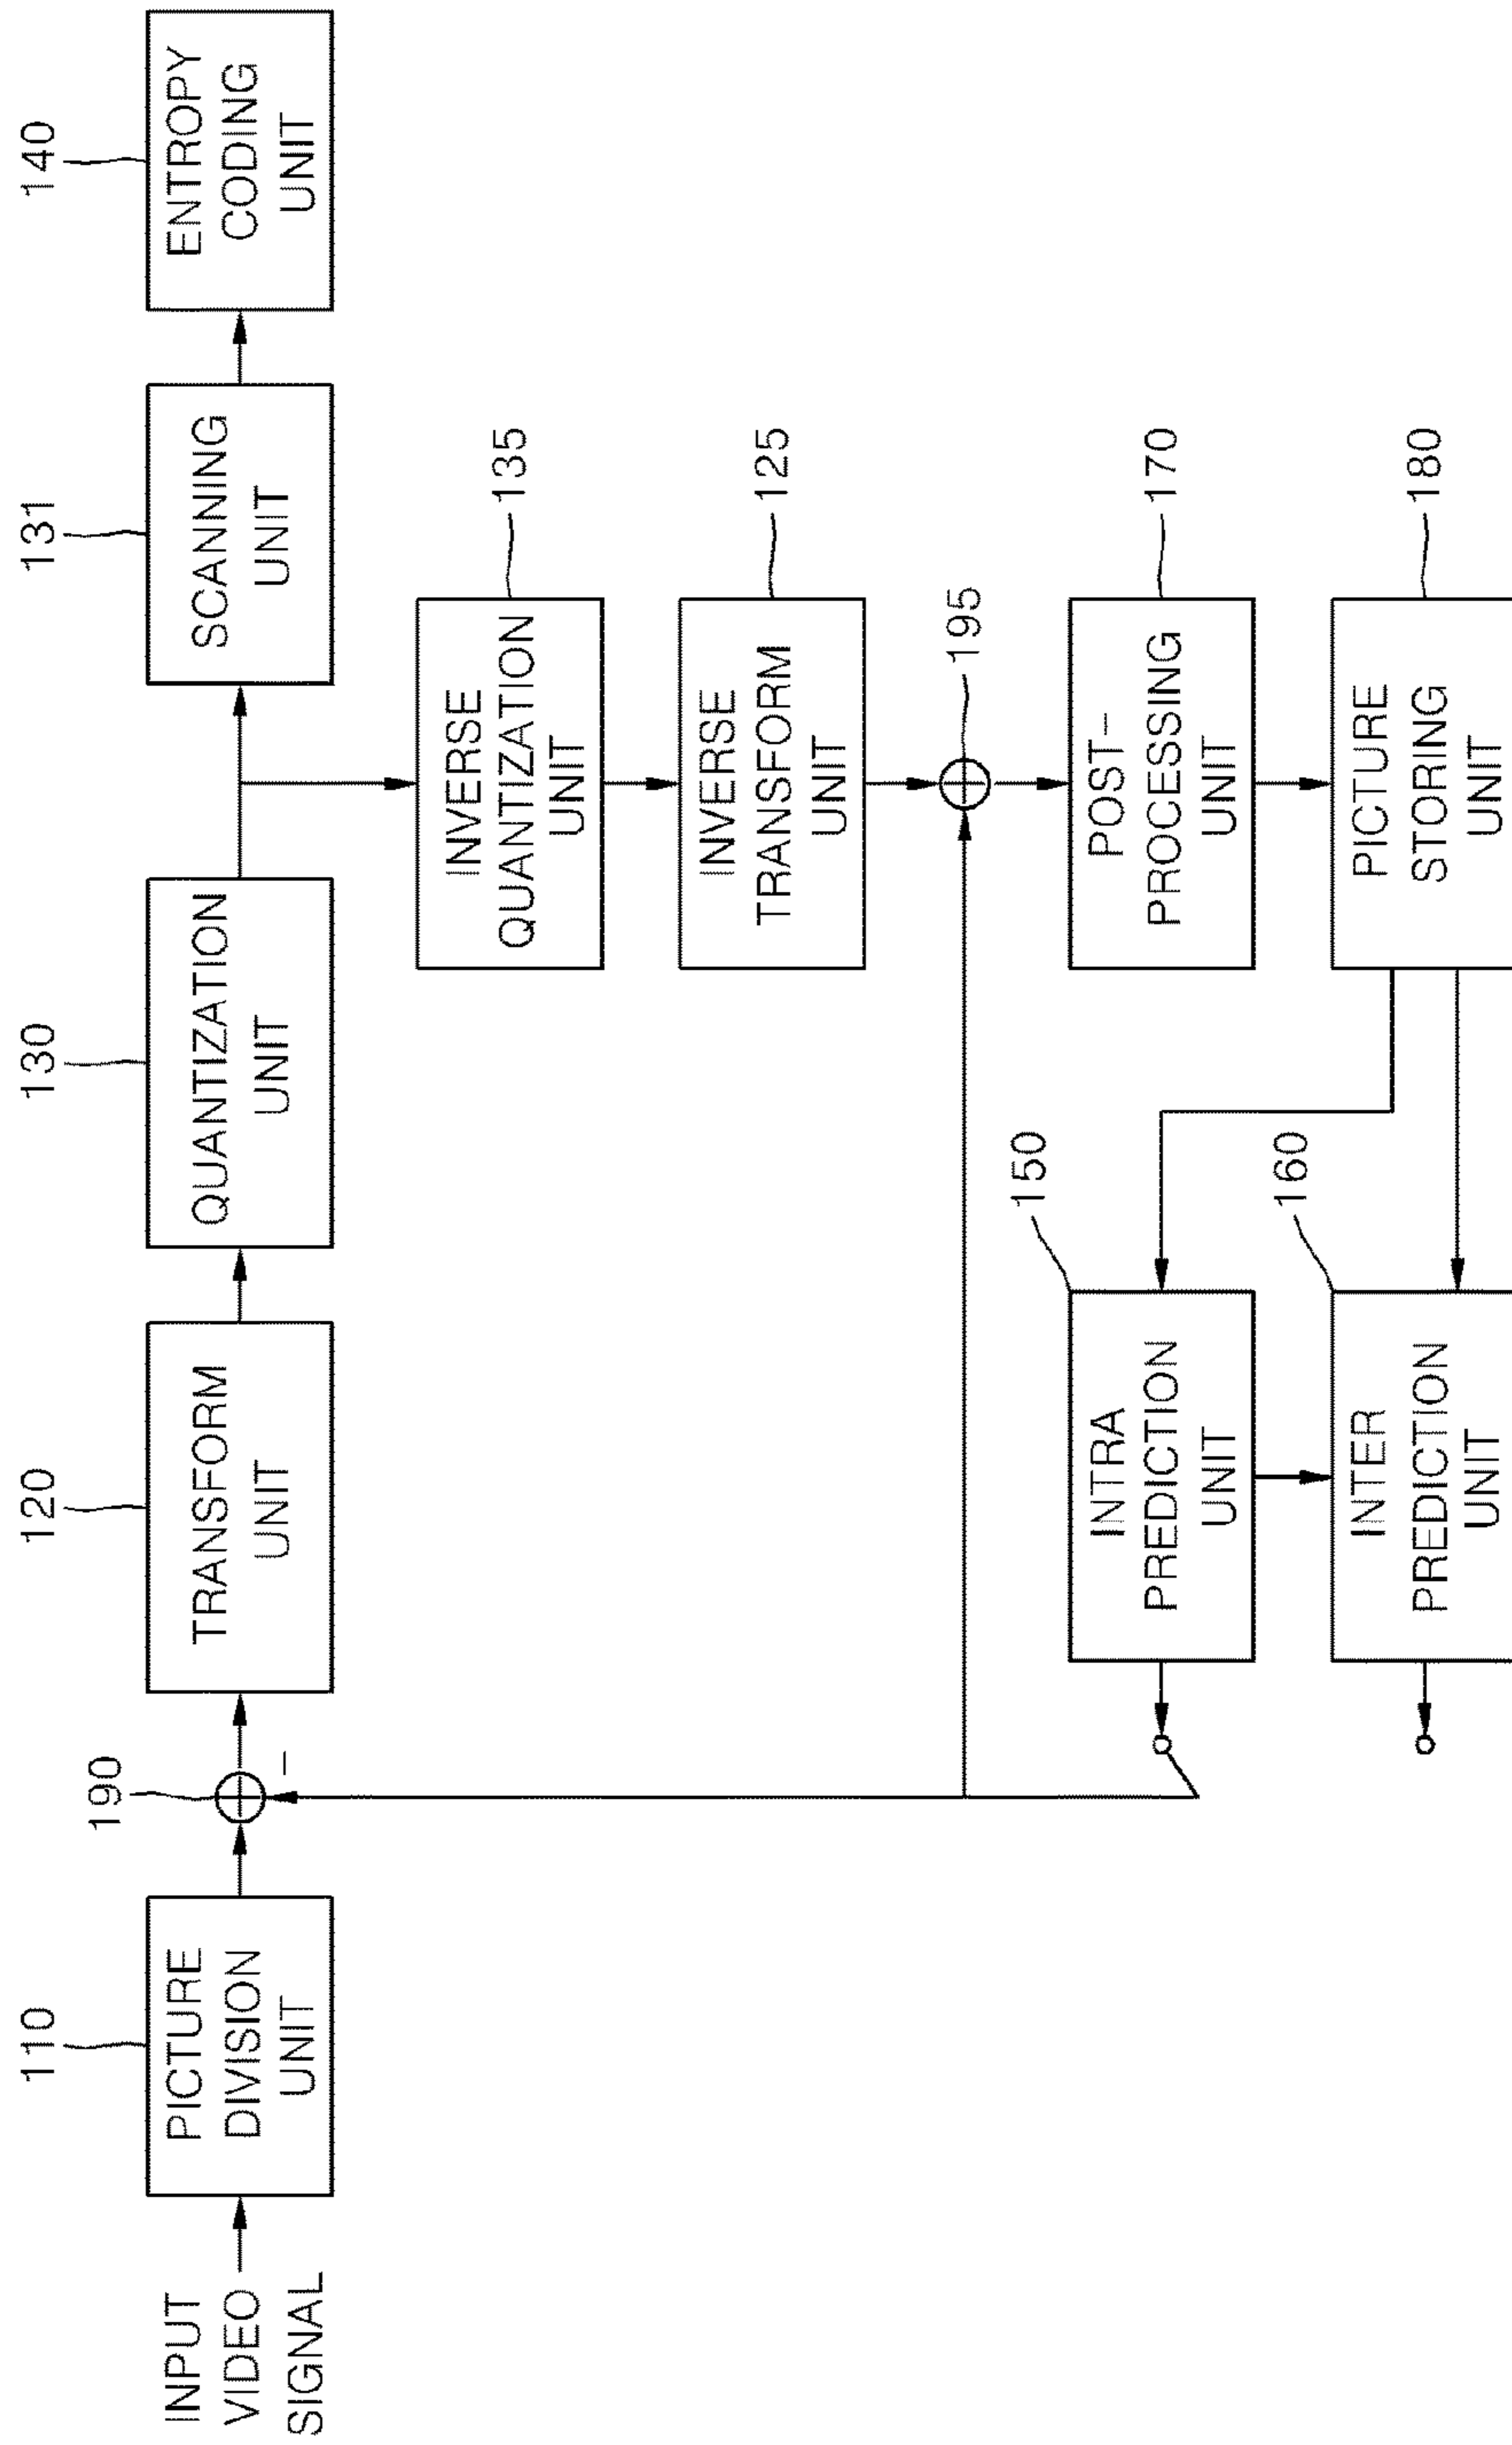 INPUT
VIDEO
SIGNAL
110
PICTURE
DIVISION
UNIT
190
−
120
TRANSFORM
UNIT
130
QUANTIZATION
UNIT
131
SCANNING
UNIT
140
ENTROPY
CODING
UNIT
INVERSE
QUANTIZATION
UNIT
135
INVERSE
TRANSFORM
UNIT
125
195
150
INTRA
PREDICTION
UNIT
POST-
PROCESSING
UNIT
170
160
INTER
PREDICTION
UNIT
PICTURE
STORING
UNIT
180